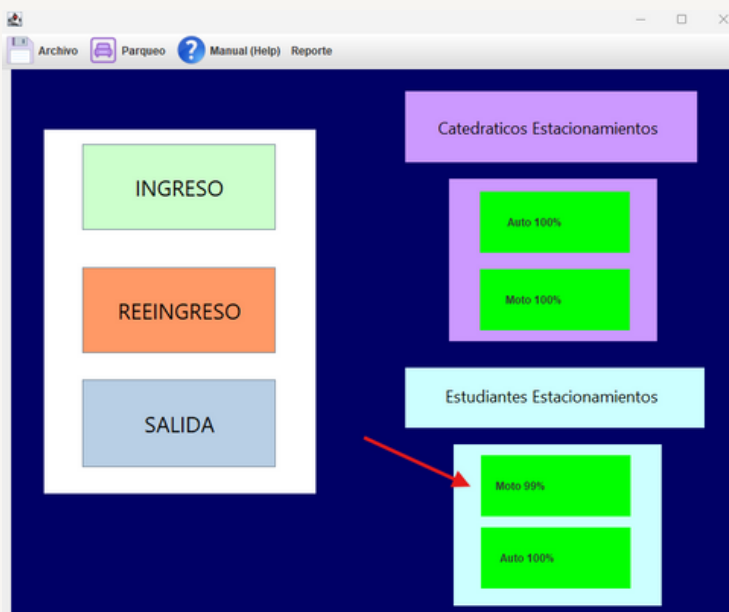 Archivo Parqueo Manual (Help) Reporte
INGRESO
REEINGRESO
SALIDA
Catedraticos Estacionamientos
Auto 100%
Moto 100%
Estudiantes Estacionamientos
Moto 99%
Auto 100%